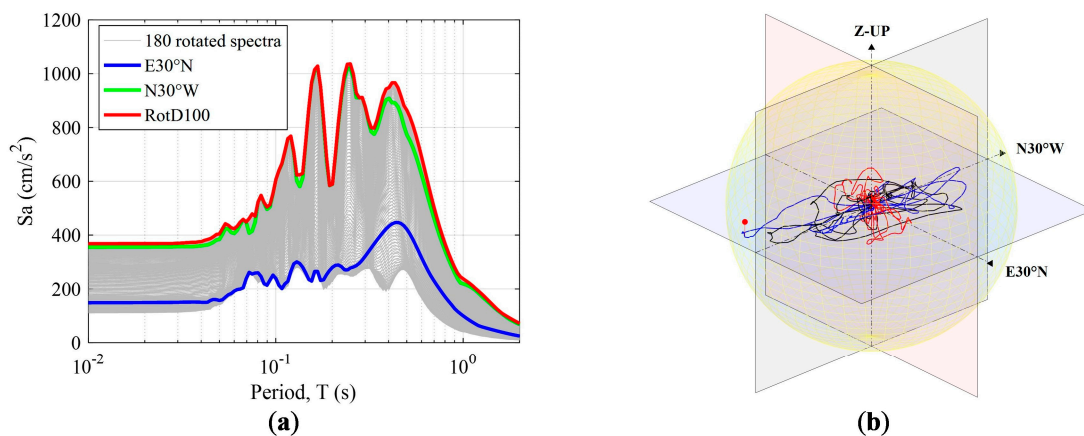 1200
1000
800
600
400
200
0
Sa (cm/s²)
180 rotated spectra
E30°N
N30°W
RotD100
10⁻² 10⁻¹ 10⁰
Period, T (s)
(a)
Z-UP
N30°W
E30°N
(b)